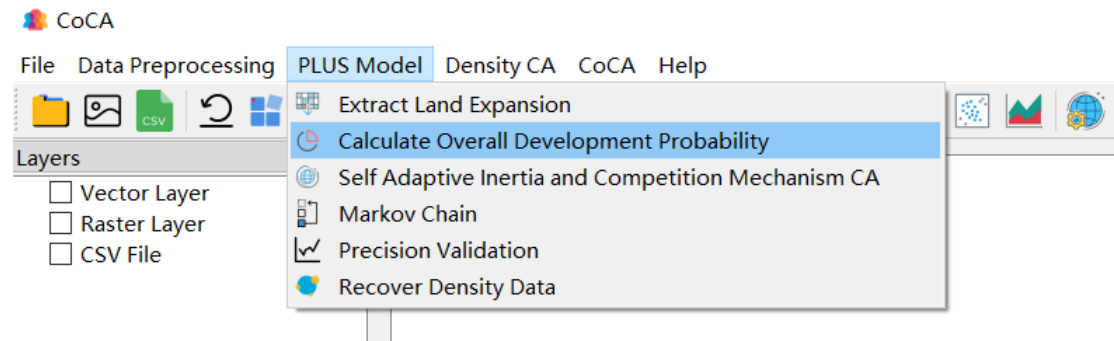 CoCA
File Data Preprocessing PLUS Model Density CA CoCA Help
CSV
Extract Land Expansion
Calculate Overall Development Probability
Layers
Self Adaptive Inertia and Competition Mechanism CA
Vector Layer
Markov Chain
Raster Layer
Precision Validation
CSV File
Recover Density Data